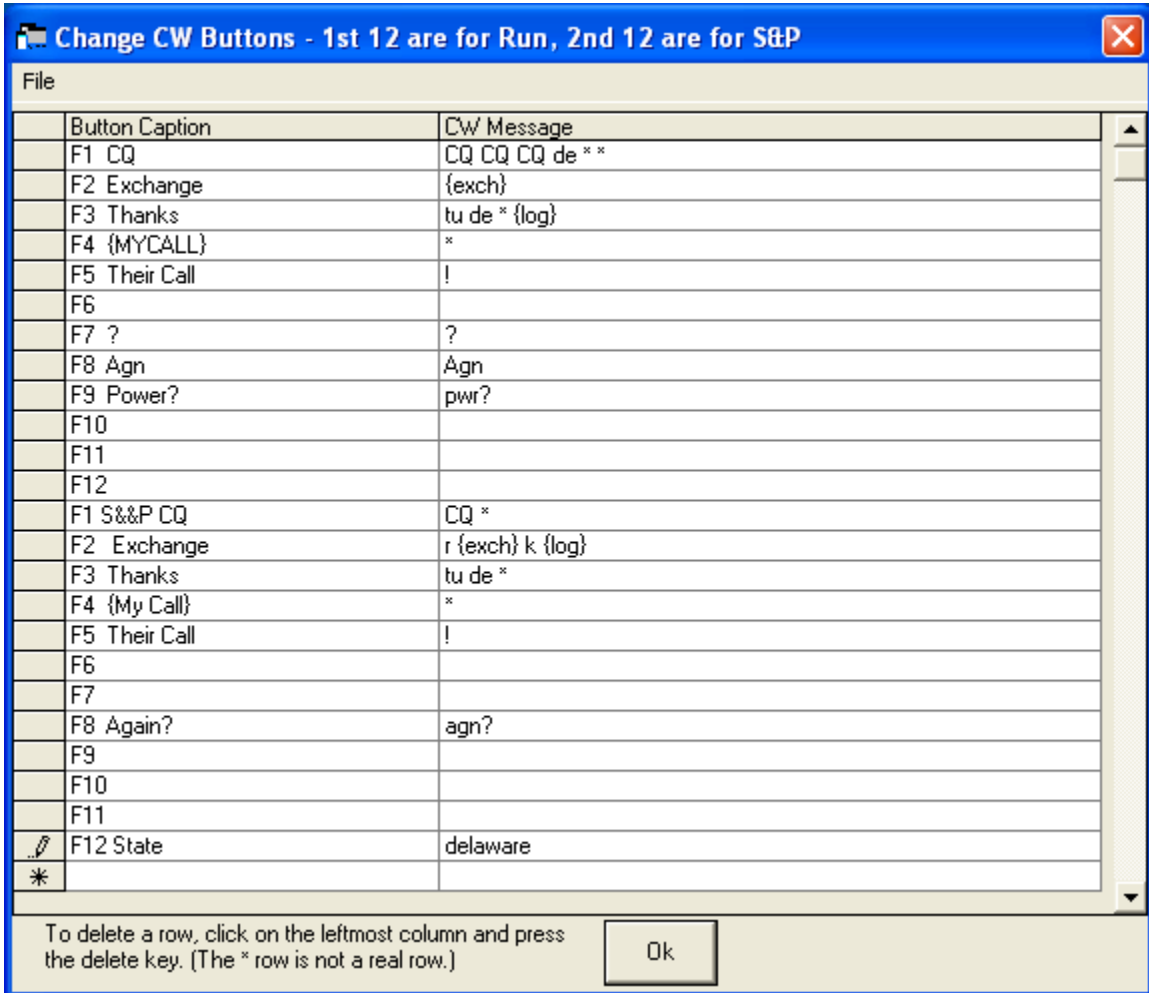 Change CW Buttons - 1st 12 are for Run, 2nd 12 are for S&P
File
Button Caption CW Message
F1 CQ CQ CQ CQ de * *
F2 Exchange {exch}
F3 Thanks tu de * {log}
F4 {MYCALL} *
F5 Their Call !
F6
F7 ? ?
F8 Agn Agn
F9 Power? pwr?
F10
F11
F12
F1 S&&P CQ CQ *
F2 Exchange r {exch} k {log}
F3 Thanks tu de *
F4 {My Call} *
F5 Their Call !
F6
F7
F8 Again? agn?
F9
F10
F11
F12 State delaware
To delete a row, click on the leftmost column and press
the delete key. (The * row is not a real row.)
Ok